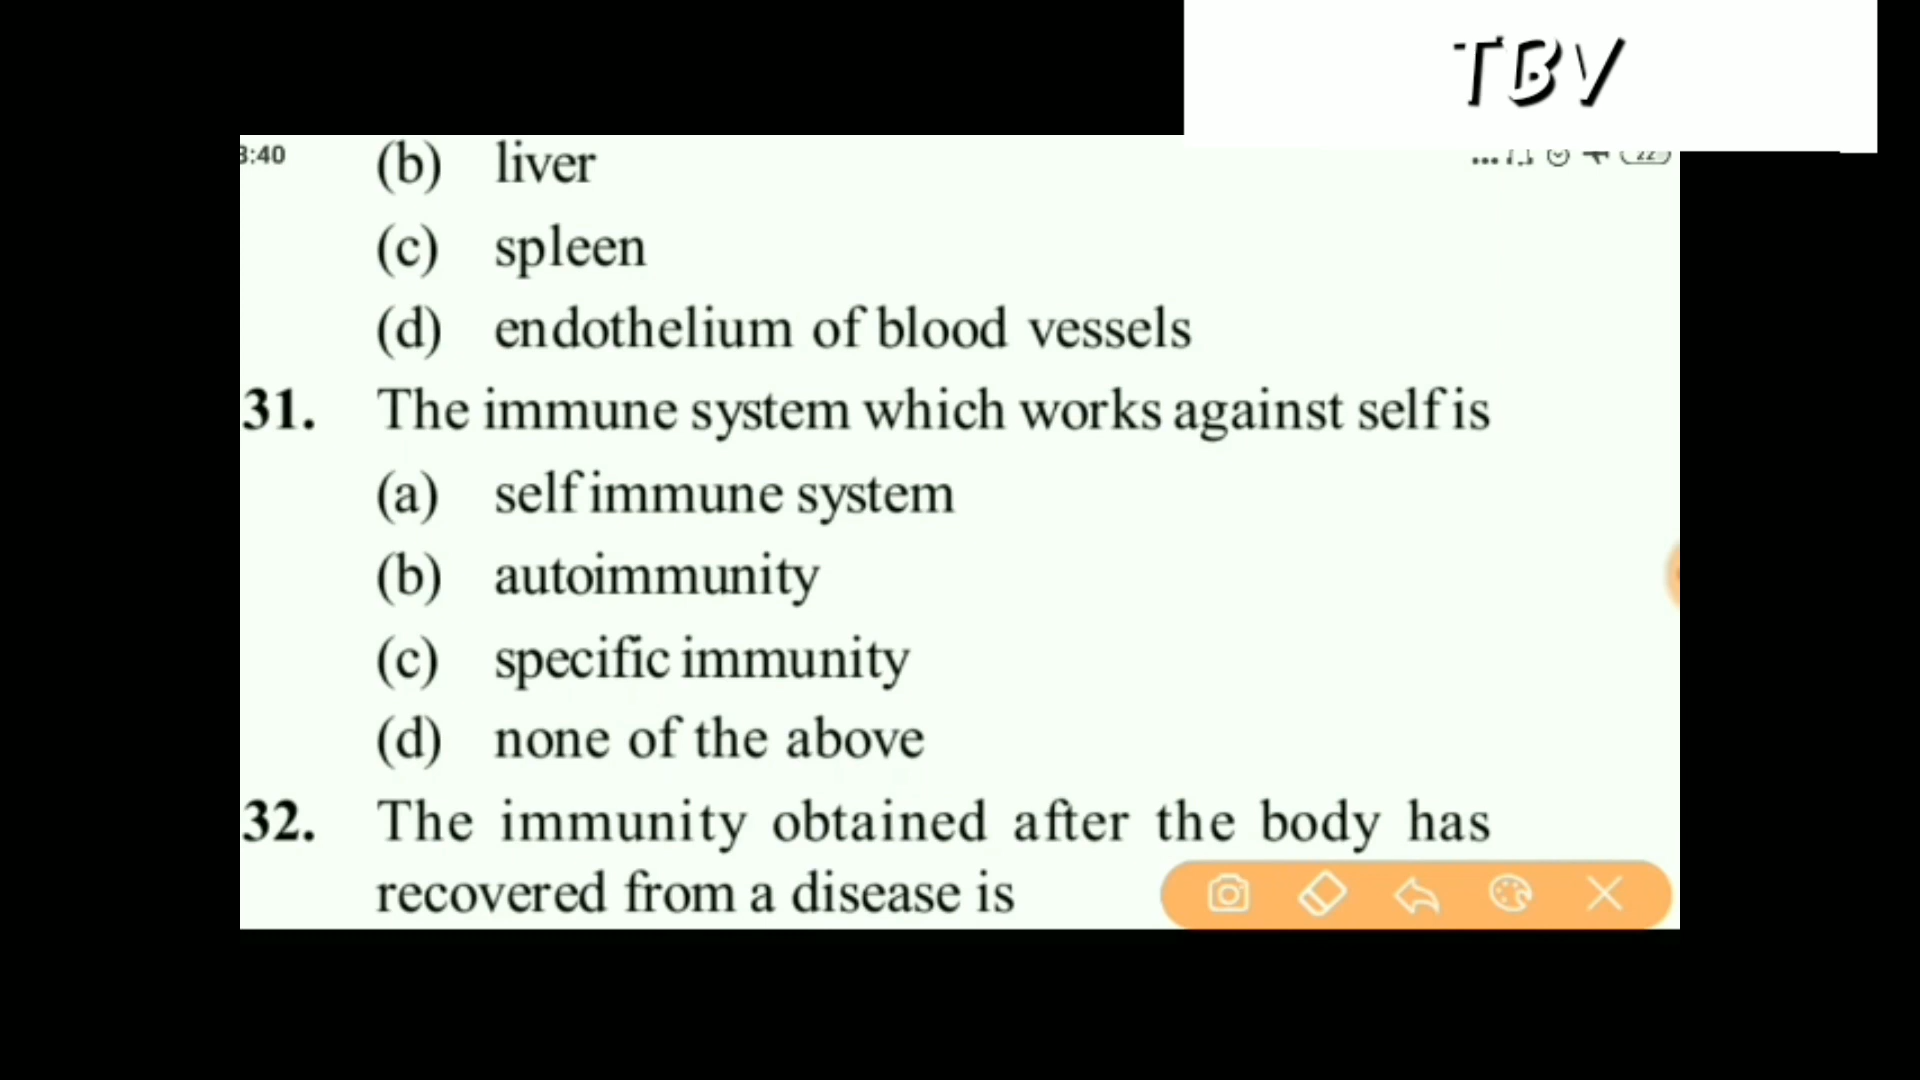 TBV
3:40
(b) liver
(c) spleen
(d) endothelium of blood vessels
31. The immune system which works against self is
(a) self immune system
(b) autoimmunity
(c) specific immunity
(d) none of the above
32. The immunity obtained after the body has
recovered from a disease is